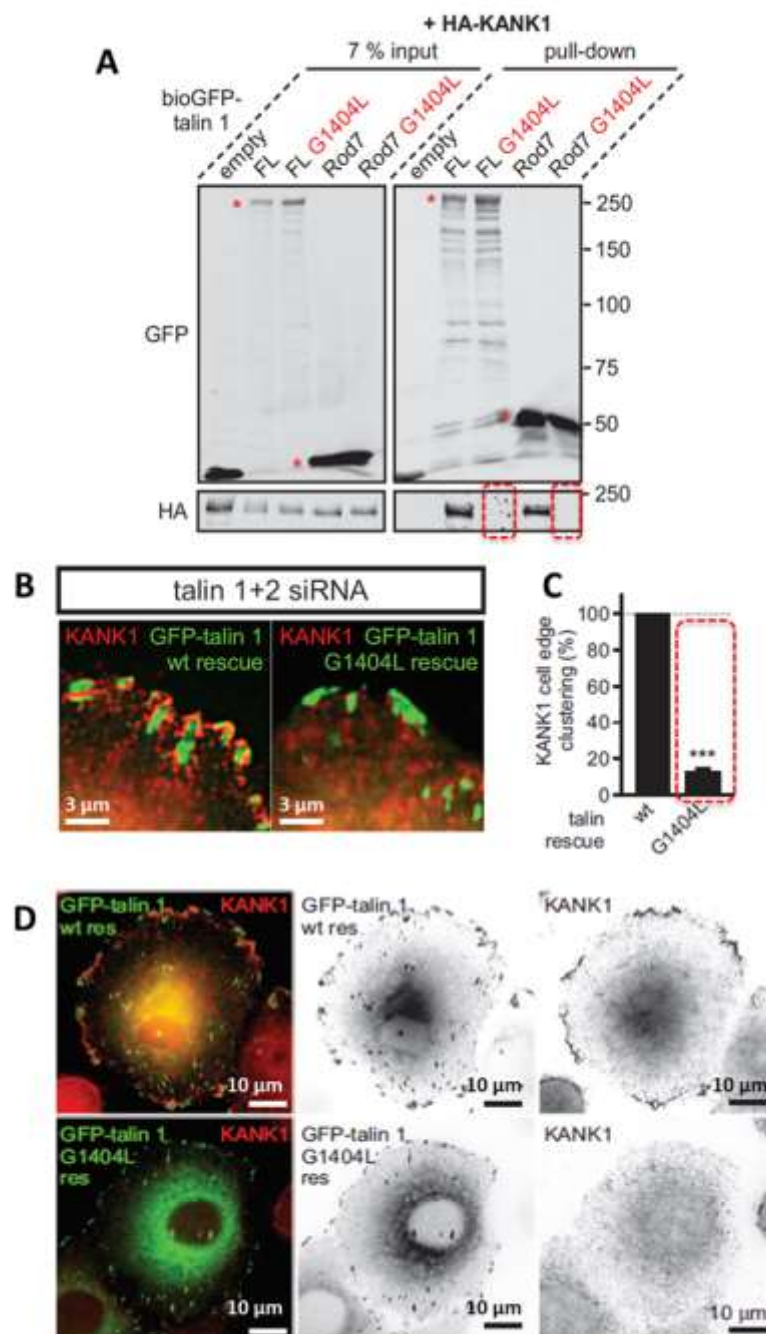 + HA-KANK1
A
7 % input
pull-down
bioGFP-
talin 1
empty
FL
FL G1404L
Rod7
Rod7 G1404L
empty
FL
FL G1404L
Rod7
Rod7 G1404L
GFP
250
150
100
75
50
HA
250
B
talin 1+2 siRNA
KANK1 GFP-talin 1
wt rescue
3 μm
KANK1 GFP-talin 1
G1404L rescue
3 μm
C
KANK1 cell edge
clustering (%)
100
80
60
40
20
0
***
talin
rescue
wt
G1404L
D
GFP-talin 1 KANK1
wt res
10 μm
GFP-talin 1
wt res
10 μm
KANK1
10 μm
GFP-talin 1 KANK1
G1404L
res
10 μm
GFP-talin 1
G1404L
res
10 μm
KANK1
10 μm